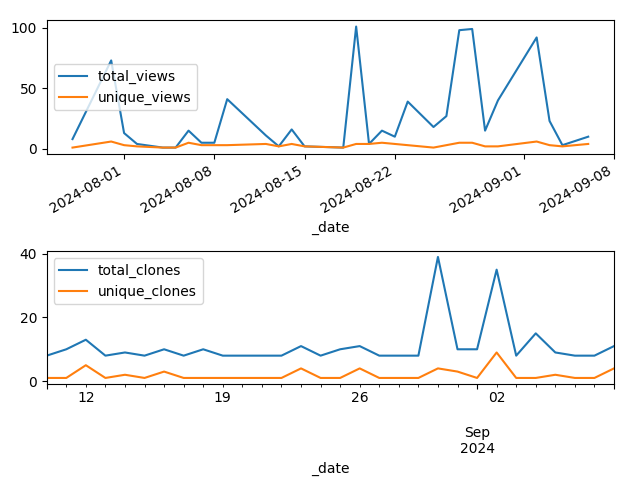 100
50
0
total_views
unique_views
2024-08-01
2024-08-08
2024-08-15
2024-08-22
2024-09-01
2024-09-08
_date
40
20
0
total_clones
unique_clones
12
19
26
02
Sep
2024
_date